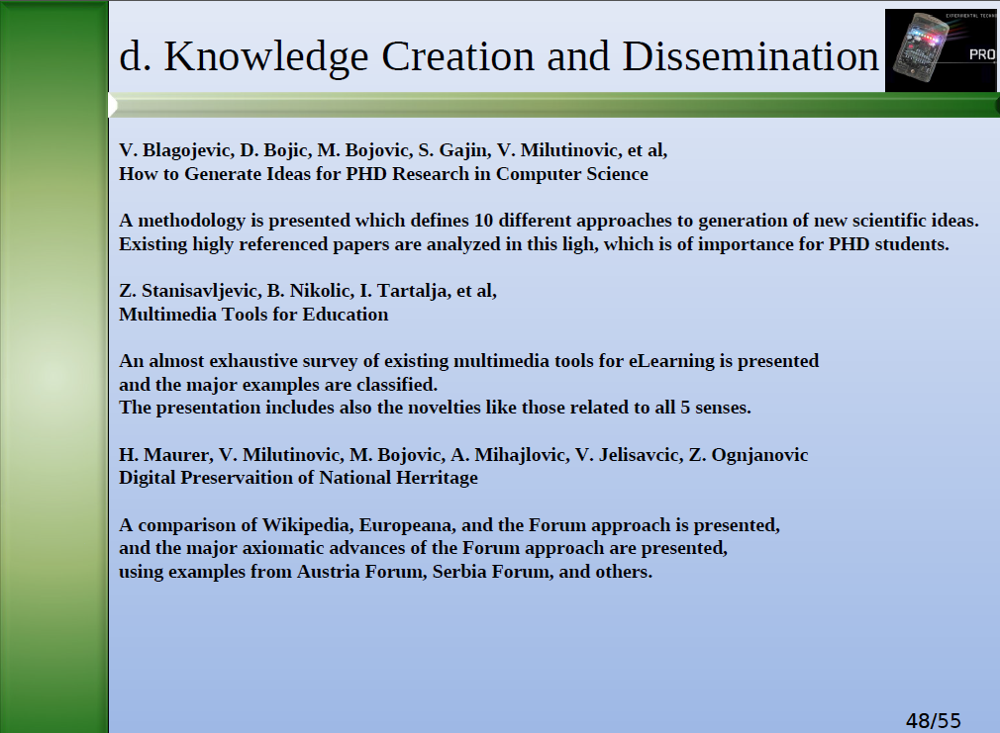 d. Knowledge Creation and Dissemination
EXPERIMENTAL TECHN
PRO
V. Blagojevic, D. Bojic, M. Bojovic, S. Gajin, V. Milutinovic, et al,
How to Generate Ideas for PHD Research in Computer Science
A methodology is presented which defines 10 different approaches to generation of new scientific ideas.
Existing higly referenced papers are analyzed in this ligh, which is of importance for PHD students.
Z. Stanisavljevic, B. Nikolic, I. Tartalja, et al,
Multimedia Tools for Education
An almost exhaustive survey of existing multimedia tools for eLearning is presented
and the major examples are classified.
The presentation includes also the novelties like those related to all 5 senses.
H. Maurer, V. Milutinovic, M. Bojovic, A. Mihajlovic, V. Jelisavcic, Z. Ognjanovic
Digital Preservaition of National Herritage
A comparison of Wikipedia, Europeana, and the Forum approach is presented,
and the major axiomatic advances of the Forum approach are presented,
using examples from Austria Forum, Serbia Forum, and others.
48/55